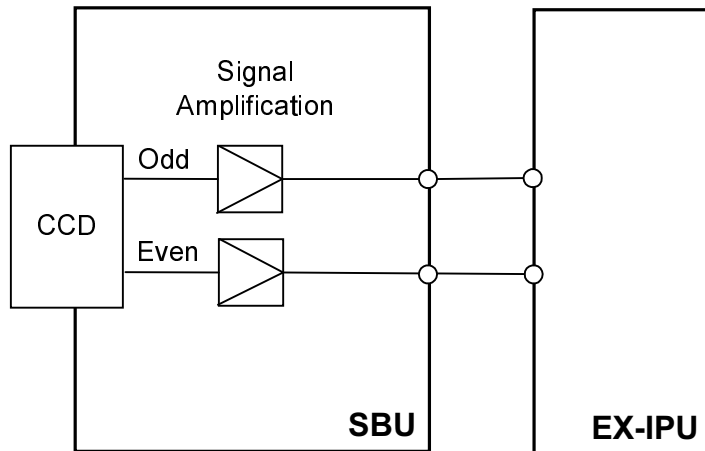 Signal
Amplification
Odd
CCD
Even
SBU
EX-IPU